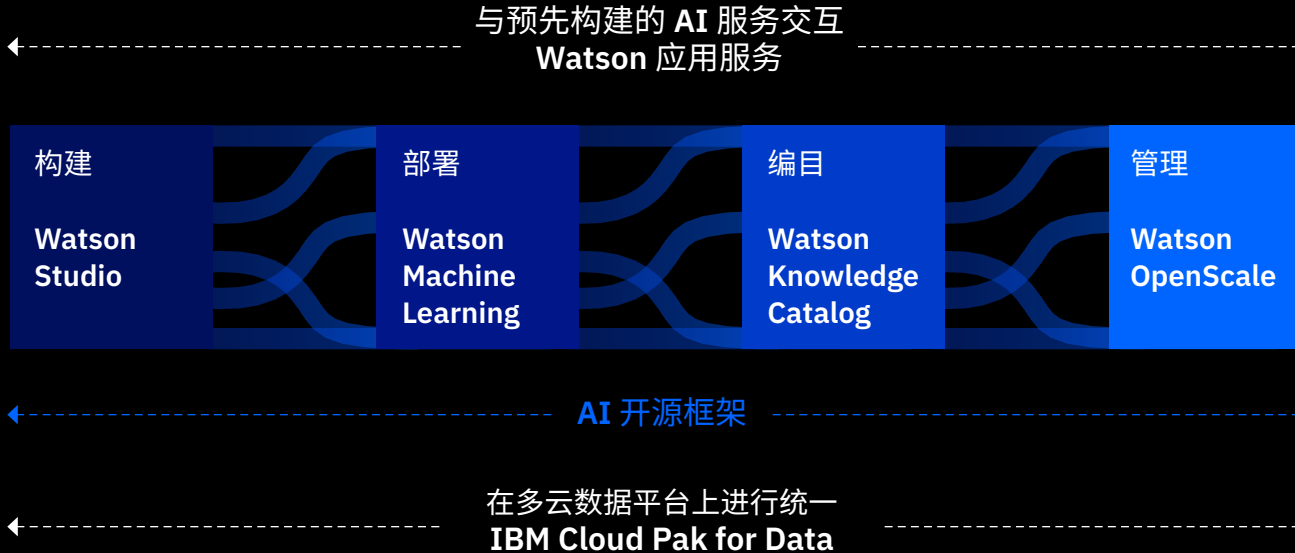 与预先构建的 AI 服务交互
Watson 应用服务
构建
Watson
Studio
部署
Watson
Machine
Learning
编目
Watson
Knowledge
Catalog
管理
Watson
OpenScale
AI 开源框架
在多云数据平台上进行统一
IBM Cloud Pak for Data